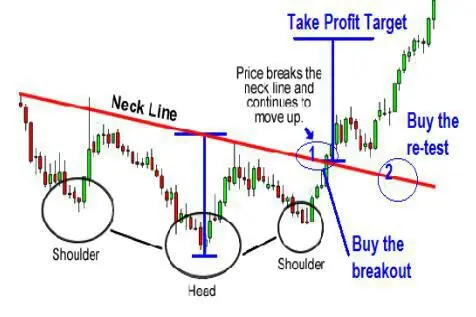 Take Profit Target
Price breaks the
neck line and
continues to
move up.
Neck Line
1
Buy the
re-test
2
Buy the
breakout
Shoulder
Head
Shoulder